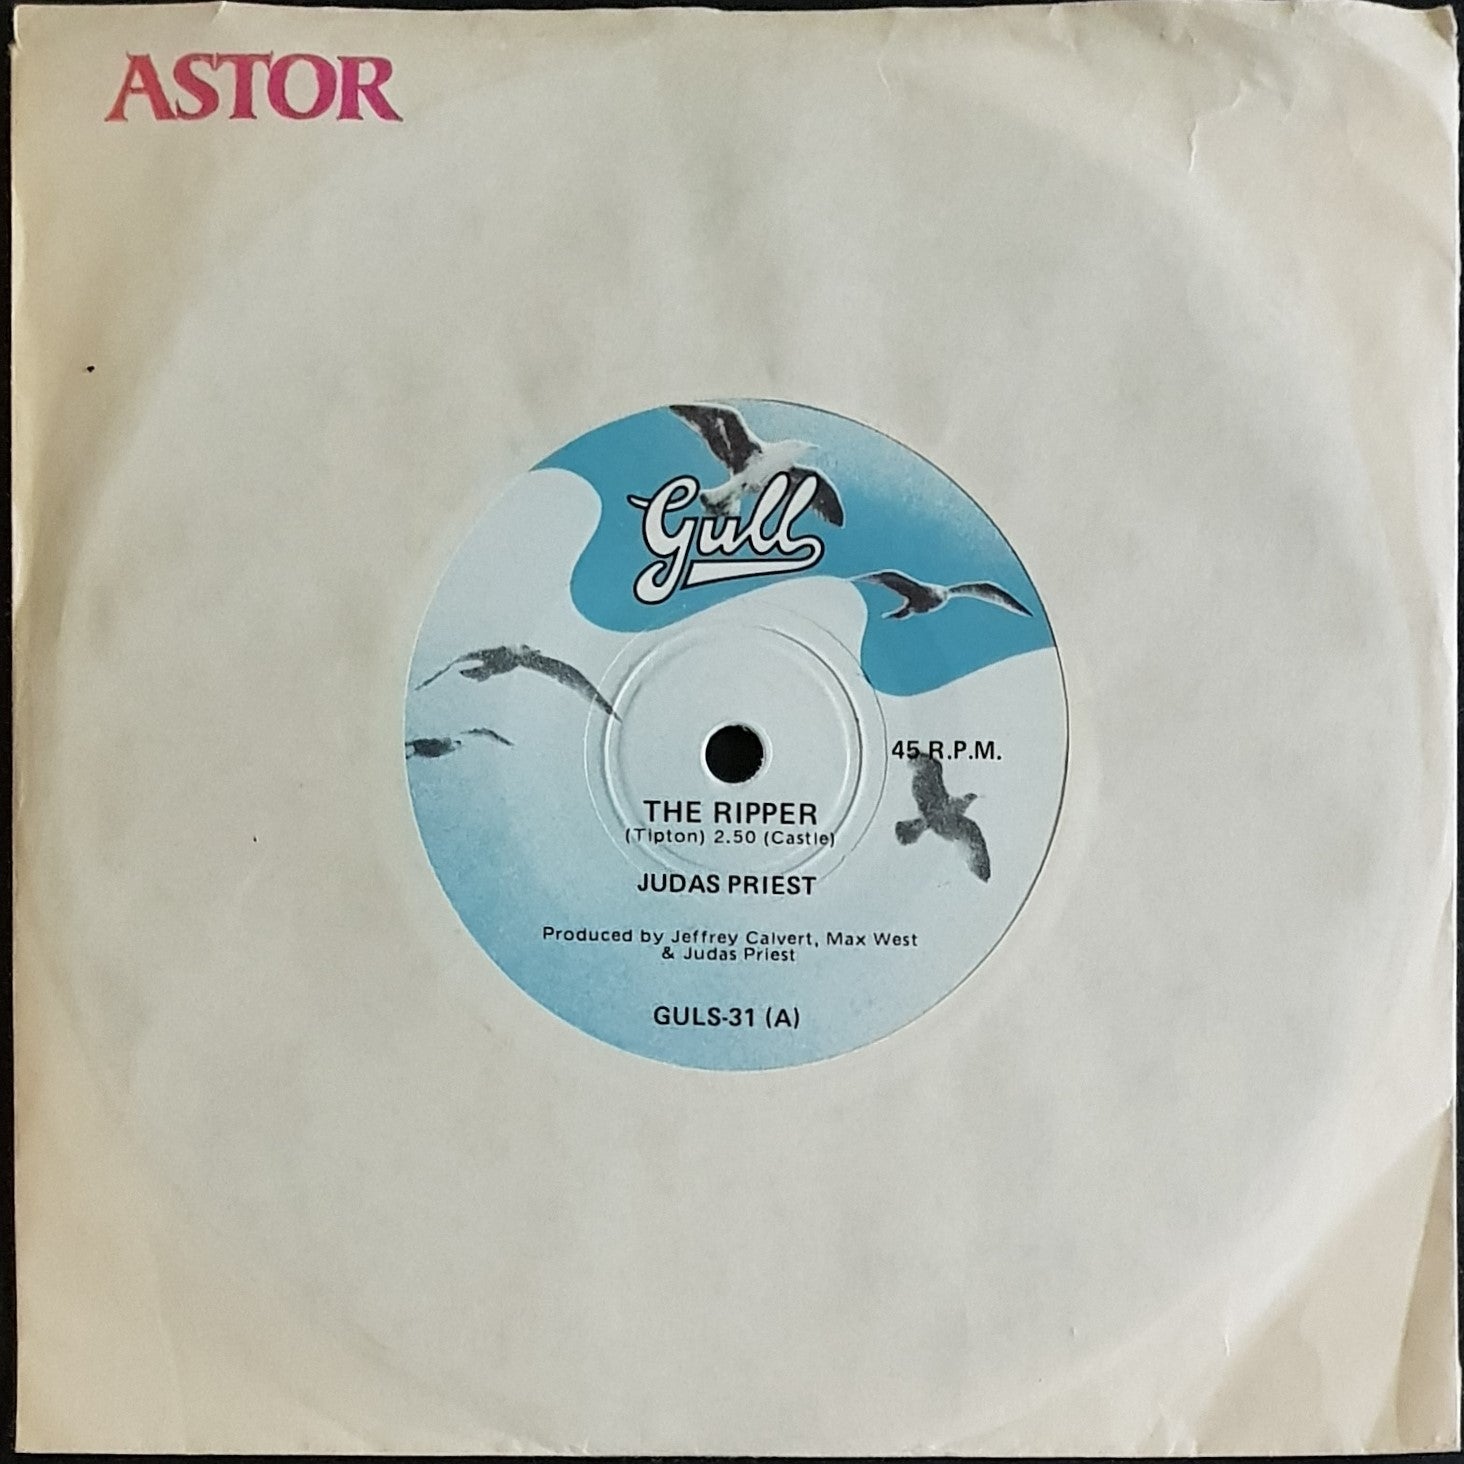 ASTOR
Gull
45 R.P.M.
THE RIPPER
(Tipton) 2.50 (Castle)
JUDAS PRIEST
Produced by Jeffrey Calvert, Max West
& Judas Priest
GULS-31 (A)